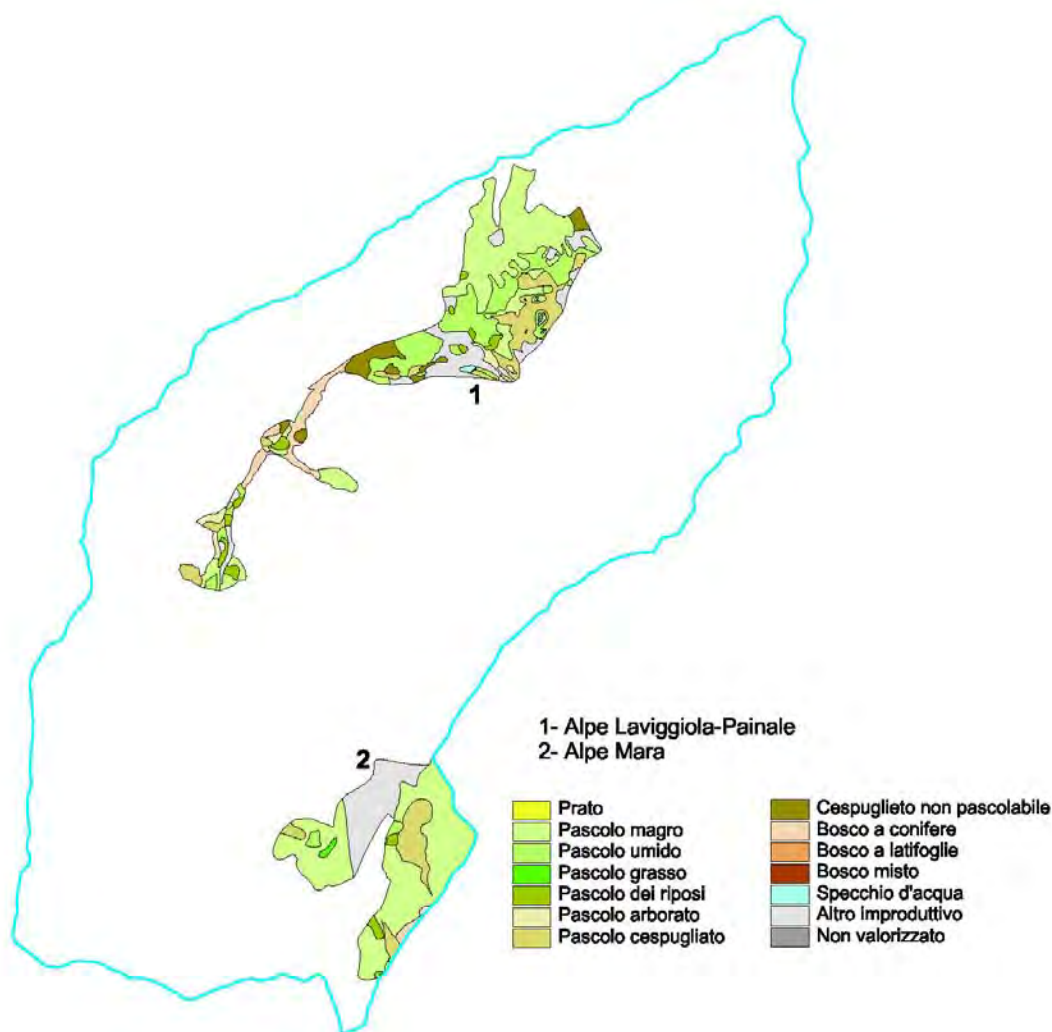 1
2
1- Alpe Laviggiola-Painale
2- Alpe Mara
Prato
Pascolo magro
Pascolo umido
Pascolo grasso
Pascolo dei riposi
Pascolo arborato
Pascolo cespugliato
Cespuglieto non pascolabile
Bosco a conifere
Bosco a latifoglie
Bosco misto
Specchio d'acqua
Altro improduttivo
Non valorizzato